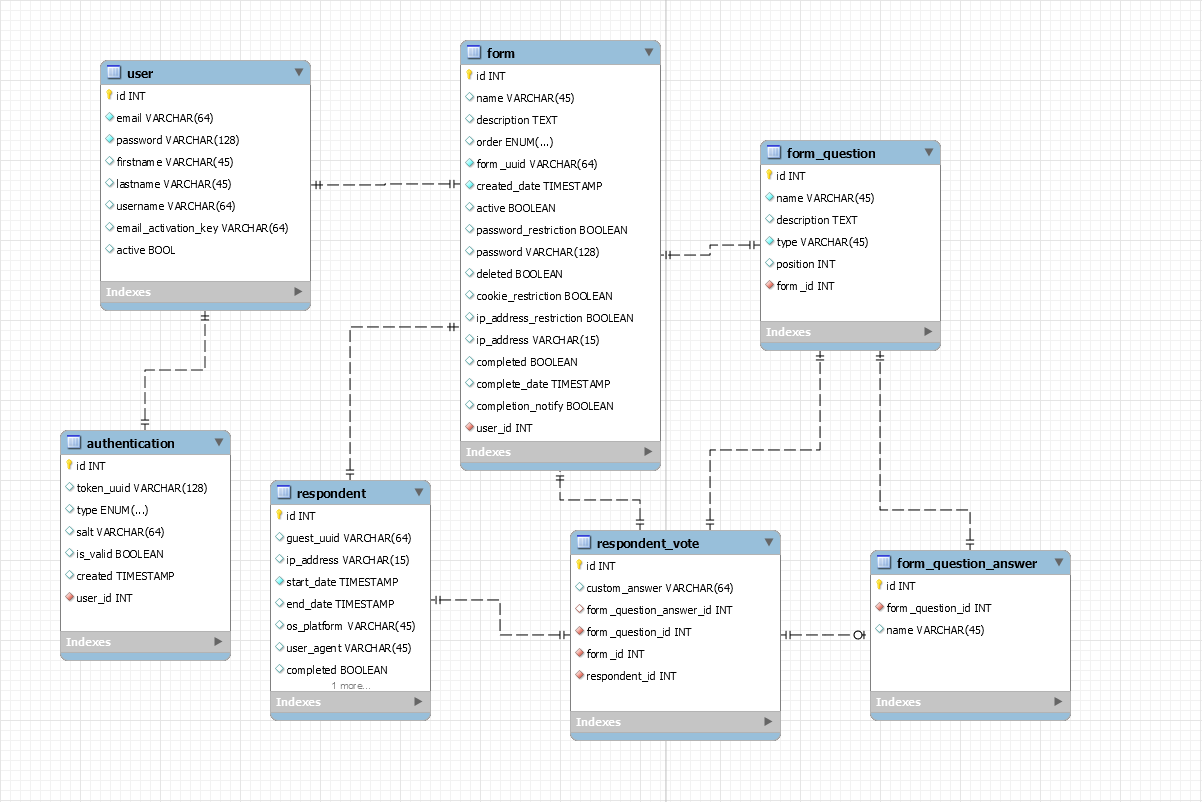 user
id INT
email VARCHAR(64)
password VARCHAR(128)
firstname VARCHAR(45)
lastname VARCHAR(45)
username VARCHAR(64)
email_activation_key VARCHAR(64)
active BOOL
Indexes
form
id INT
name VARCHAR(45)
description TEXT
order ENUM(...)
form_uuid VARCHAR(64)
created_date TIMESTAMP
active BOOLEAN
password_restriction BOOLEAN
password VARCHAR(128)
deleted BOOLEAN
cookie_restriction BOOLEAN
ip_address_restriction BOOLEAN
ip_address VARCHAR(15)
completed BOOLEAN
complete_date TIMESTAMP
completion_notify BOOLEAN
user_id INT
Indexes
form_question
id INT
name VARCHAR(45)
description TEXT
type VARCHAR(45)
position INT
form_id INT
Indexes
authentication
id INT
token_uuid VARCHAR(128)
type ENUM(...)
salt VARCHAR(64)
is_valid BOOLEAN
created TIMESTAMP
user_id INT
Indexes
respondent
id INT
guest_uuid VARCHAR(64)
ip_address VARCHAR(15)
start_date TIMESTAMP
end_date TIMESTAMP
os_platform VARCHAR(45)
user_agent VARCHAR(45)
completed BOOLEAN
1 more...
Indexes
respondent_vote
id INT
custom_answer VARCHAR(64)
form_question_answer_id INT
form_question_id INT
form_id INT
respondent_id INT
Indexes
form_question_answer
id INT
form_question_id INT
name VARCHAR(45)
Indexes